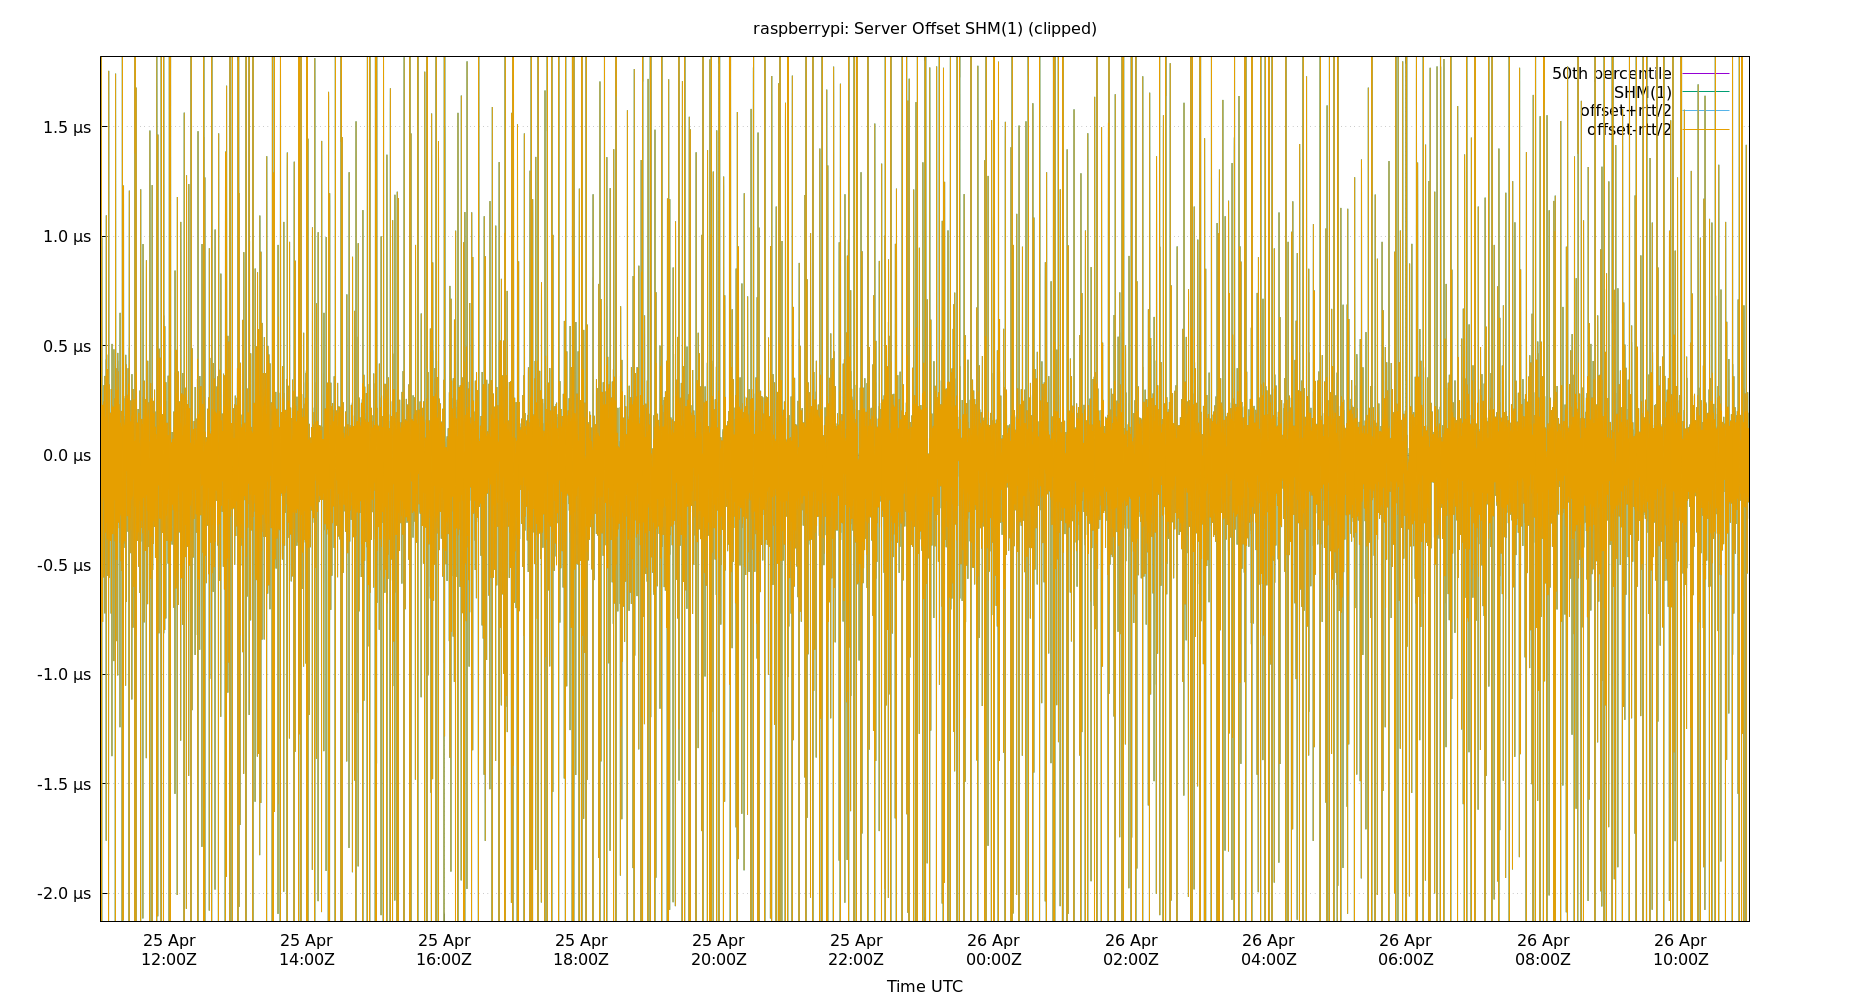 raspberrypi: Server Offset SHM(1) (clipped)
50th percentile
SHM(1)
offset+rtt/2
offset-rtt/2
1.5 µs
1.0 µs
0.5 µs
0.0 µs
-0.5 µs
-1.0 µs
-1.5 µs
-2.0 µs
25 Apr 25 Apr 25 Apr 25 Apr 25 Apr 25 Apr 26 Apr 26 Apr 26 Apr 26 Apr 26 Apr 26 Apr
12:00Z 14:00Z 16:00Z 18:00Z 20:00Z 22:00Z 00:00Z 02:00Z 04:00Z 06:00Z 08:00Z 10:00Z
Time UTC